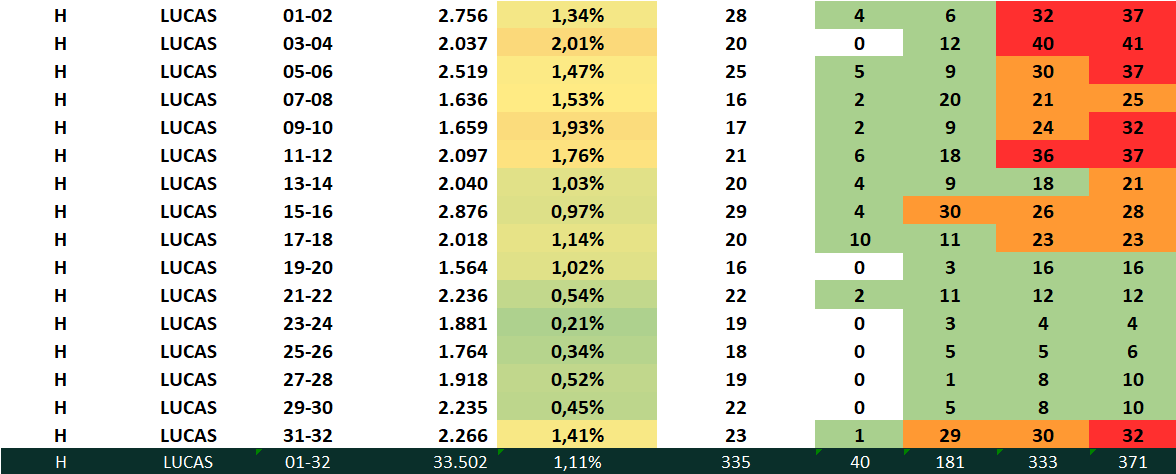 H LUCAS 01-02 2.756 1,34% 28 4 6 32 37
H LUCAS 03-04 2.037 2,01% 20 0 12 40 41
H LUCAS 05-06 2.519 1,47% 25 5 9 30 37
H LUCAS 07-08 1.636 1,53% 16 2 20 21 25
H LUCAS 09-10 1.659 1,93% 17 2 9 24 32
H LUCAS 11-12 2.097 1,76% 21 6 18 36 37
H LUCAS 13-14 2.040 1,03% 20 4 9 18 21
H LUCAS 15-16 2.876 0,97% 29 4 30 26 28
H LUCAS 17-18 2.018 1,14% 20 10 11 23 23
H LUCAS 19-20 1.564 1,02% 16 0 3 16 16
H LUCAS 21-22 2.236 0,54% 22 2 11 12 12
H LUCAS 23-24 1.881 0,21% 19 0 3 4 4
H LUCAS 25-26 1.764 0,34% 18 0 5 5 6
H LUCAS 27-28 1.918 0,52% 19 0 1 8 10
H LUCAS 29-30 2.235 0,45% 22 0 5 8 10
H LUCAS 31-32 2.266 1,41% 23 1 29 30 32
H LUCAS 01-32 33.502 1,11% 335 40 181 333 371